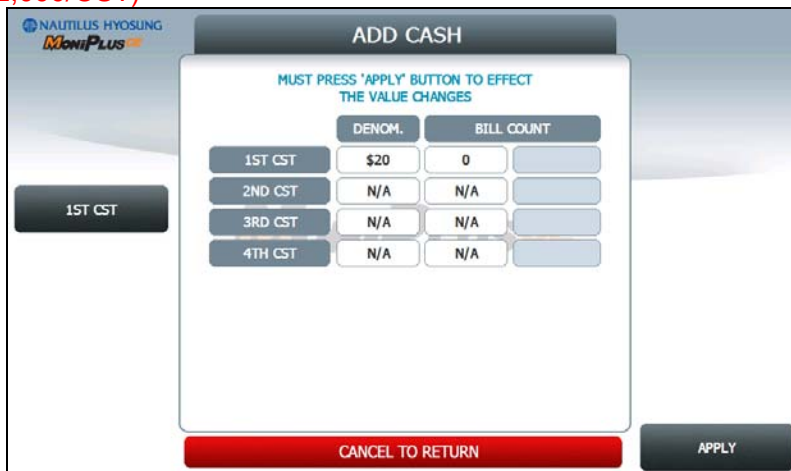 NAUTILUS HYOSUNG
MoniPlus CE
ADD CASH
MUST PRESS 'APPLY' BUTTON TO EFFECT
THE VALUE CHANGES
DENOM. BILL COUNT
1ST CST $20 0
2ND CST N/A N/A
1ST CST
3RD CST N/A N/A
4TH CST N/A N/A
CANCEL TO RETURN
APPLY